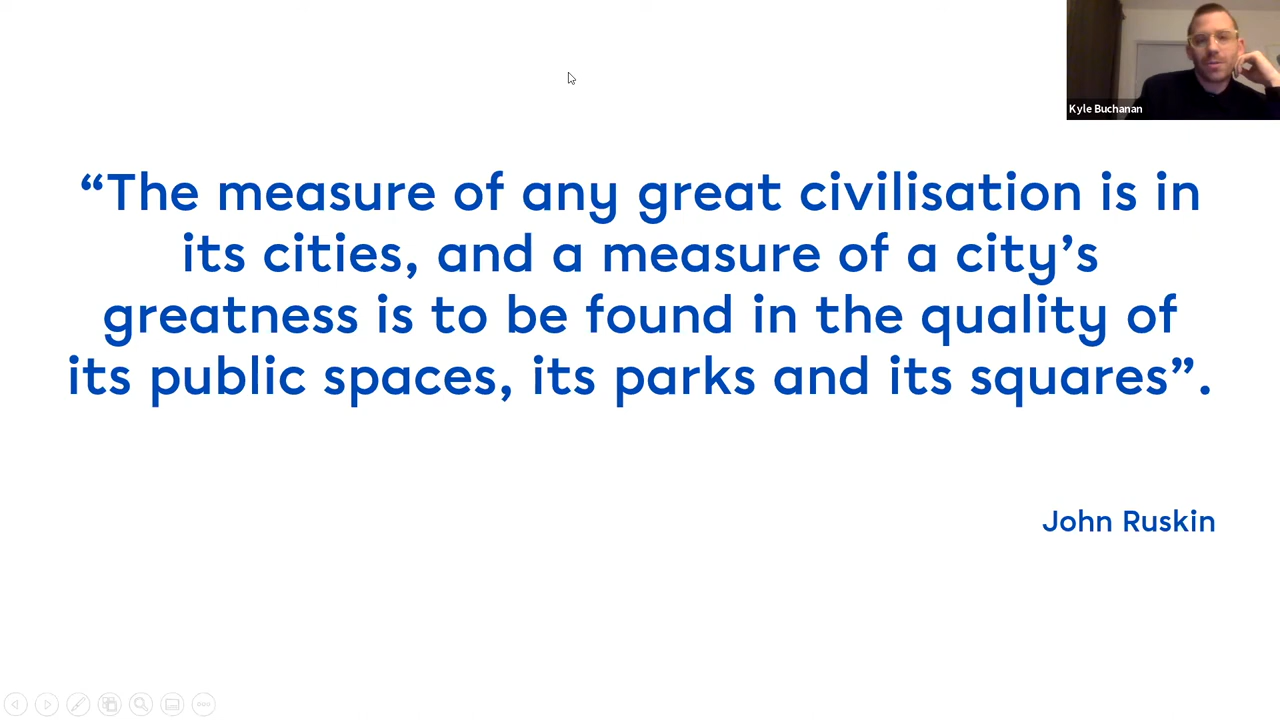 Kyle Buchanan
“The measure of any great civilisation is in
its cities, and a measure of a city’s
greatness is to be found in the quality of
its public spaces, its parks and its squares”.
John Ruskin